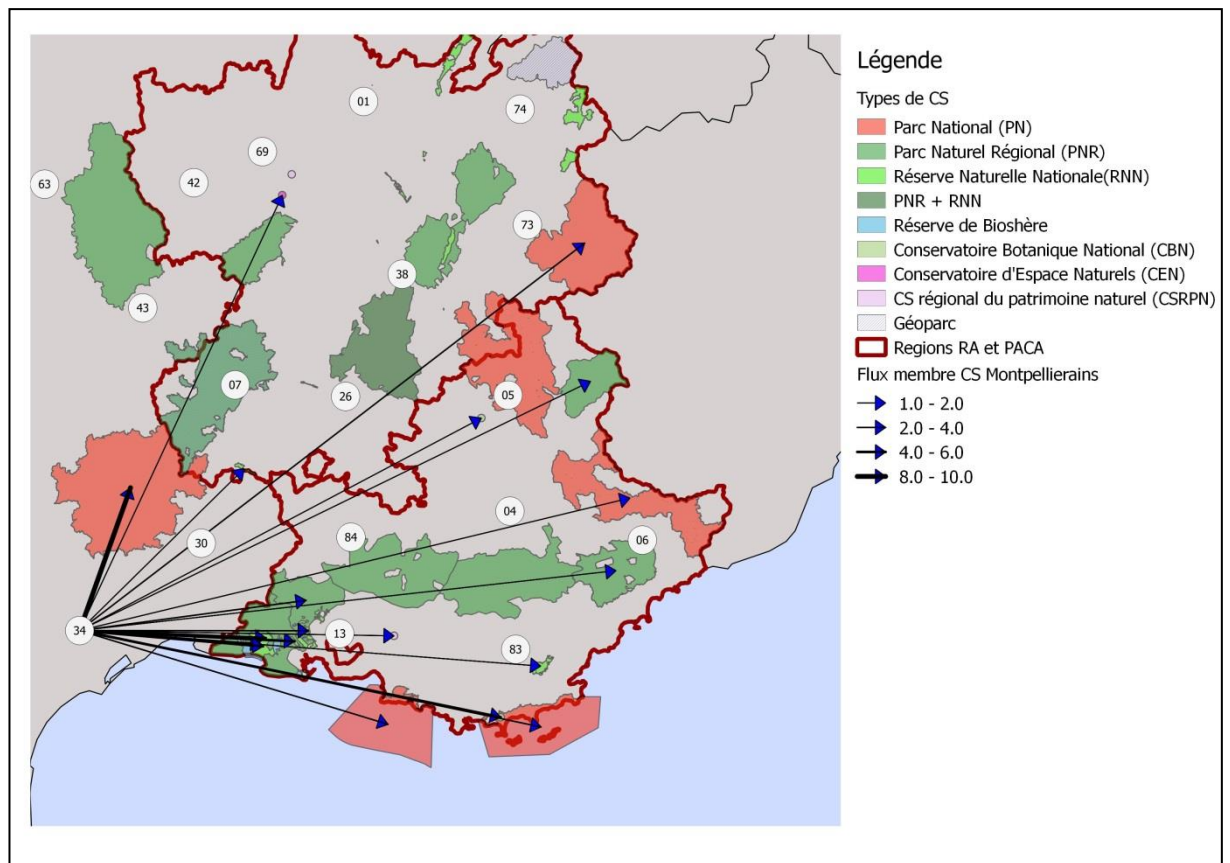 Légende
Types de CS
Parc National (PN)
Parc Naturel Régional (PNR)
Réserve Naturelle Nationale(RNN)
PNR + RNN
Réserve de Bioshère
Conservatoire Botanique National (CBN)
Conservatoire d'Espace Naturels (CEN)
CS régional du patrimoine naturel (CSRPN)
Géoparc
Regions RA et PACA
Flux membre CS Montpellierains
1.0 - 2.0
2.0 - 4.0
4.0 - 6.0
8.0 - 10.0
01
74
69
63
42
73
38
43
07
26
05
04
30
84
06
34
13
83